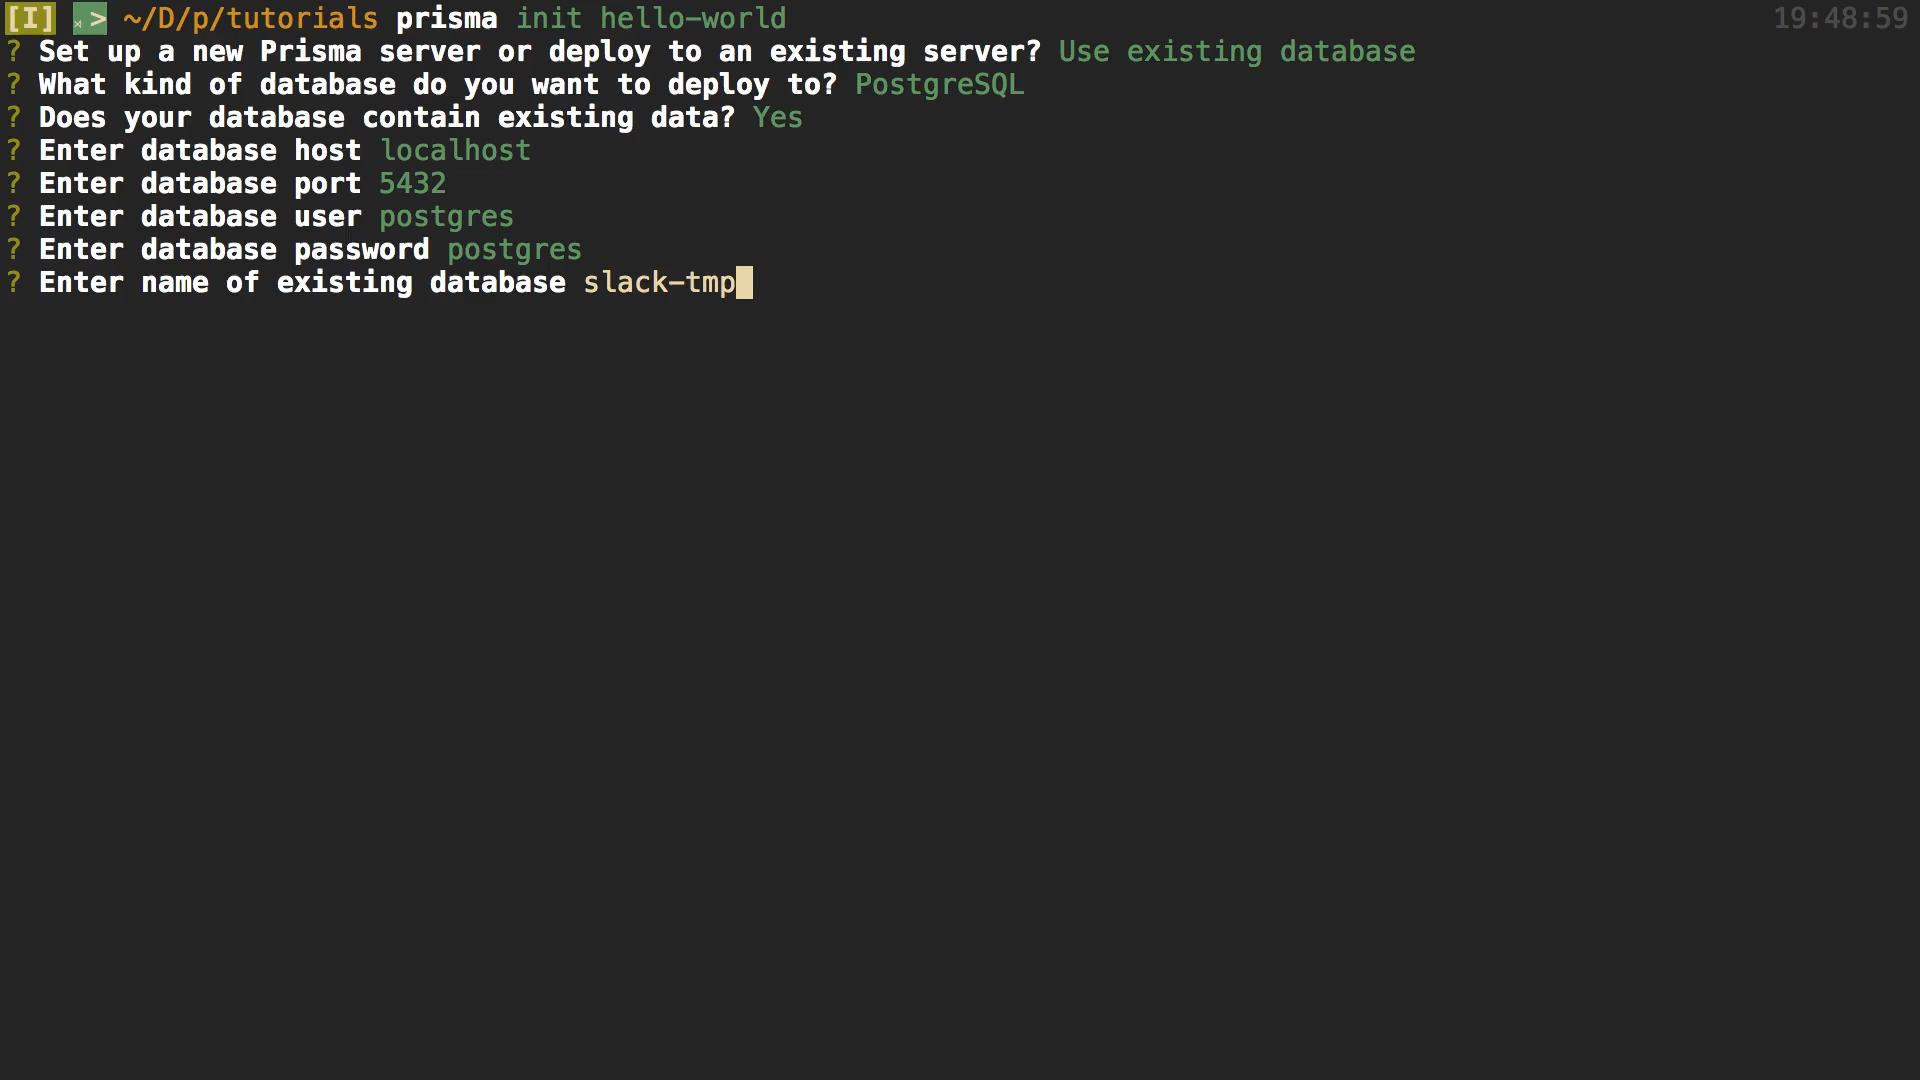 [I] > ~/D/p/tutorials prisma init hello-world 19:48:59
? Set up a new Prisma server or deploy to an existing server? Use existing database
? What kind of database do you want to deploy to? PostgreSQL
? Does your database contain existing data? Yes
? Enter database host localhost
? Enter database port 5432
? Enter database user postgres
? Enter database password postgres
? Enter name of existing database slack-tmp